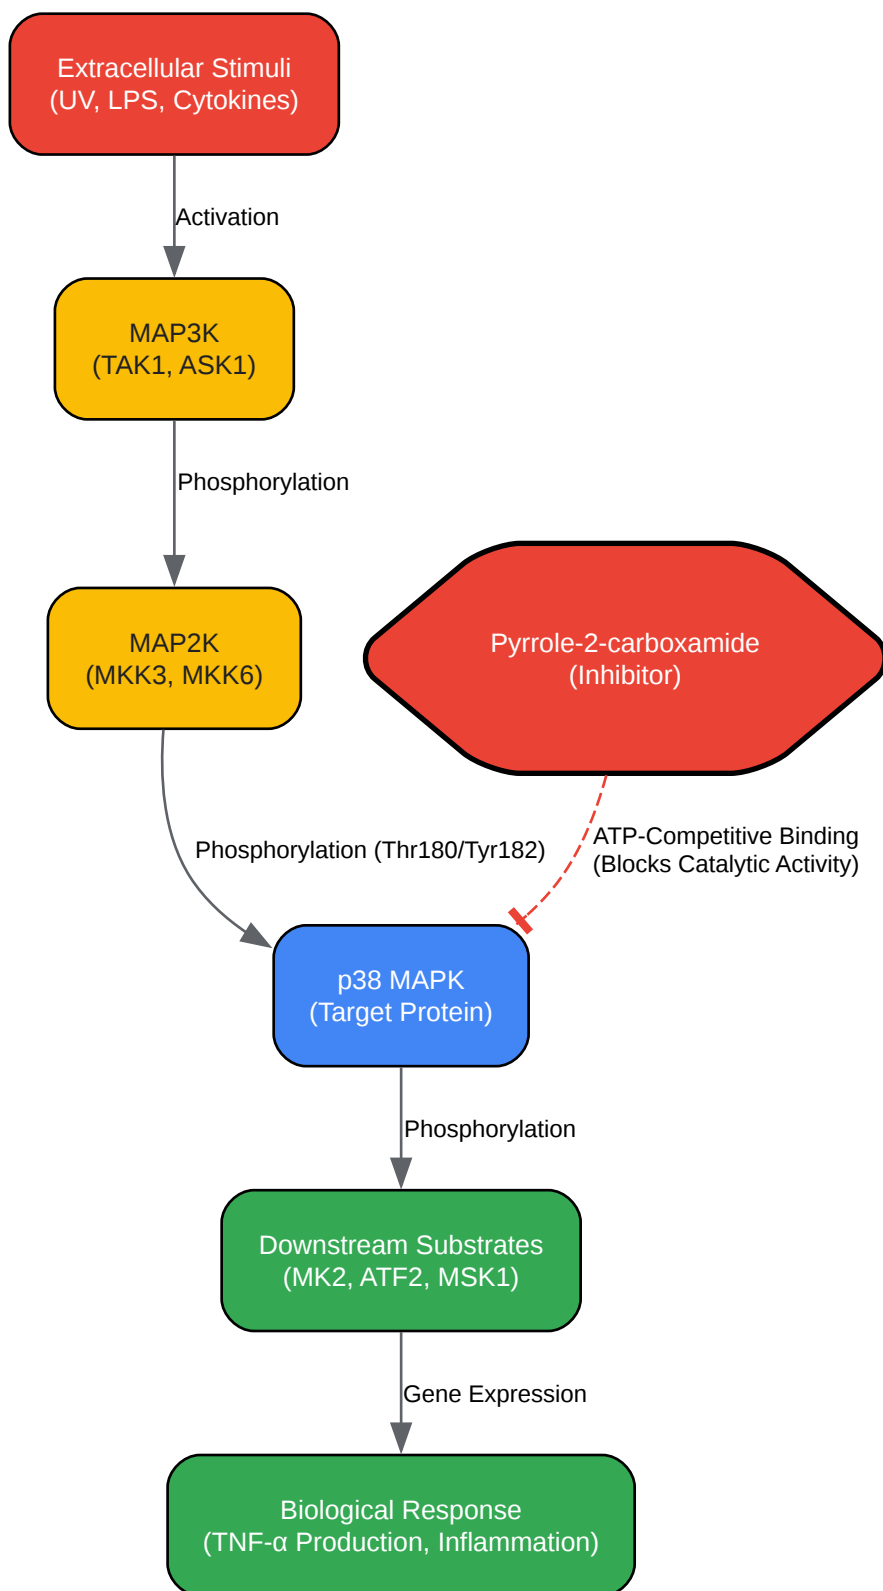 Extracellular Stimuli
(UV, LPS, Cytokines)
Activation
MAP3K
(TAK1, ASK1)
Phosphorylation
MAP2K
(MKK3, MKK6)
Pyrrole-2-carboxamide
(Inhibitor)
Phosphorylation (Thr180/Tyr182)
ATP-Competitive Binding
(Blocks Catalytic Activity)
p38 MAPK
(Target Protein)
Phosphorylation
Downstream Substrates
(MK2, ATF2, MSK1)
Gene Expression
Biological Response
(TNF-α Production, Inflammation)